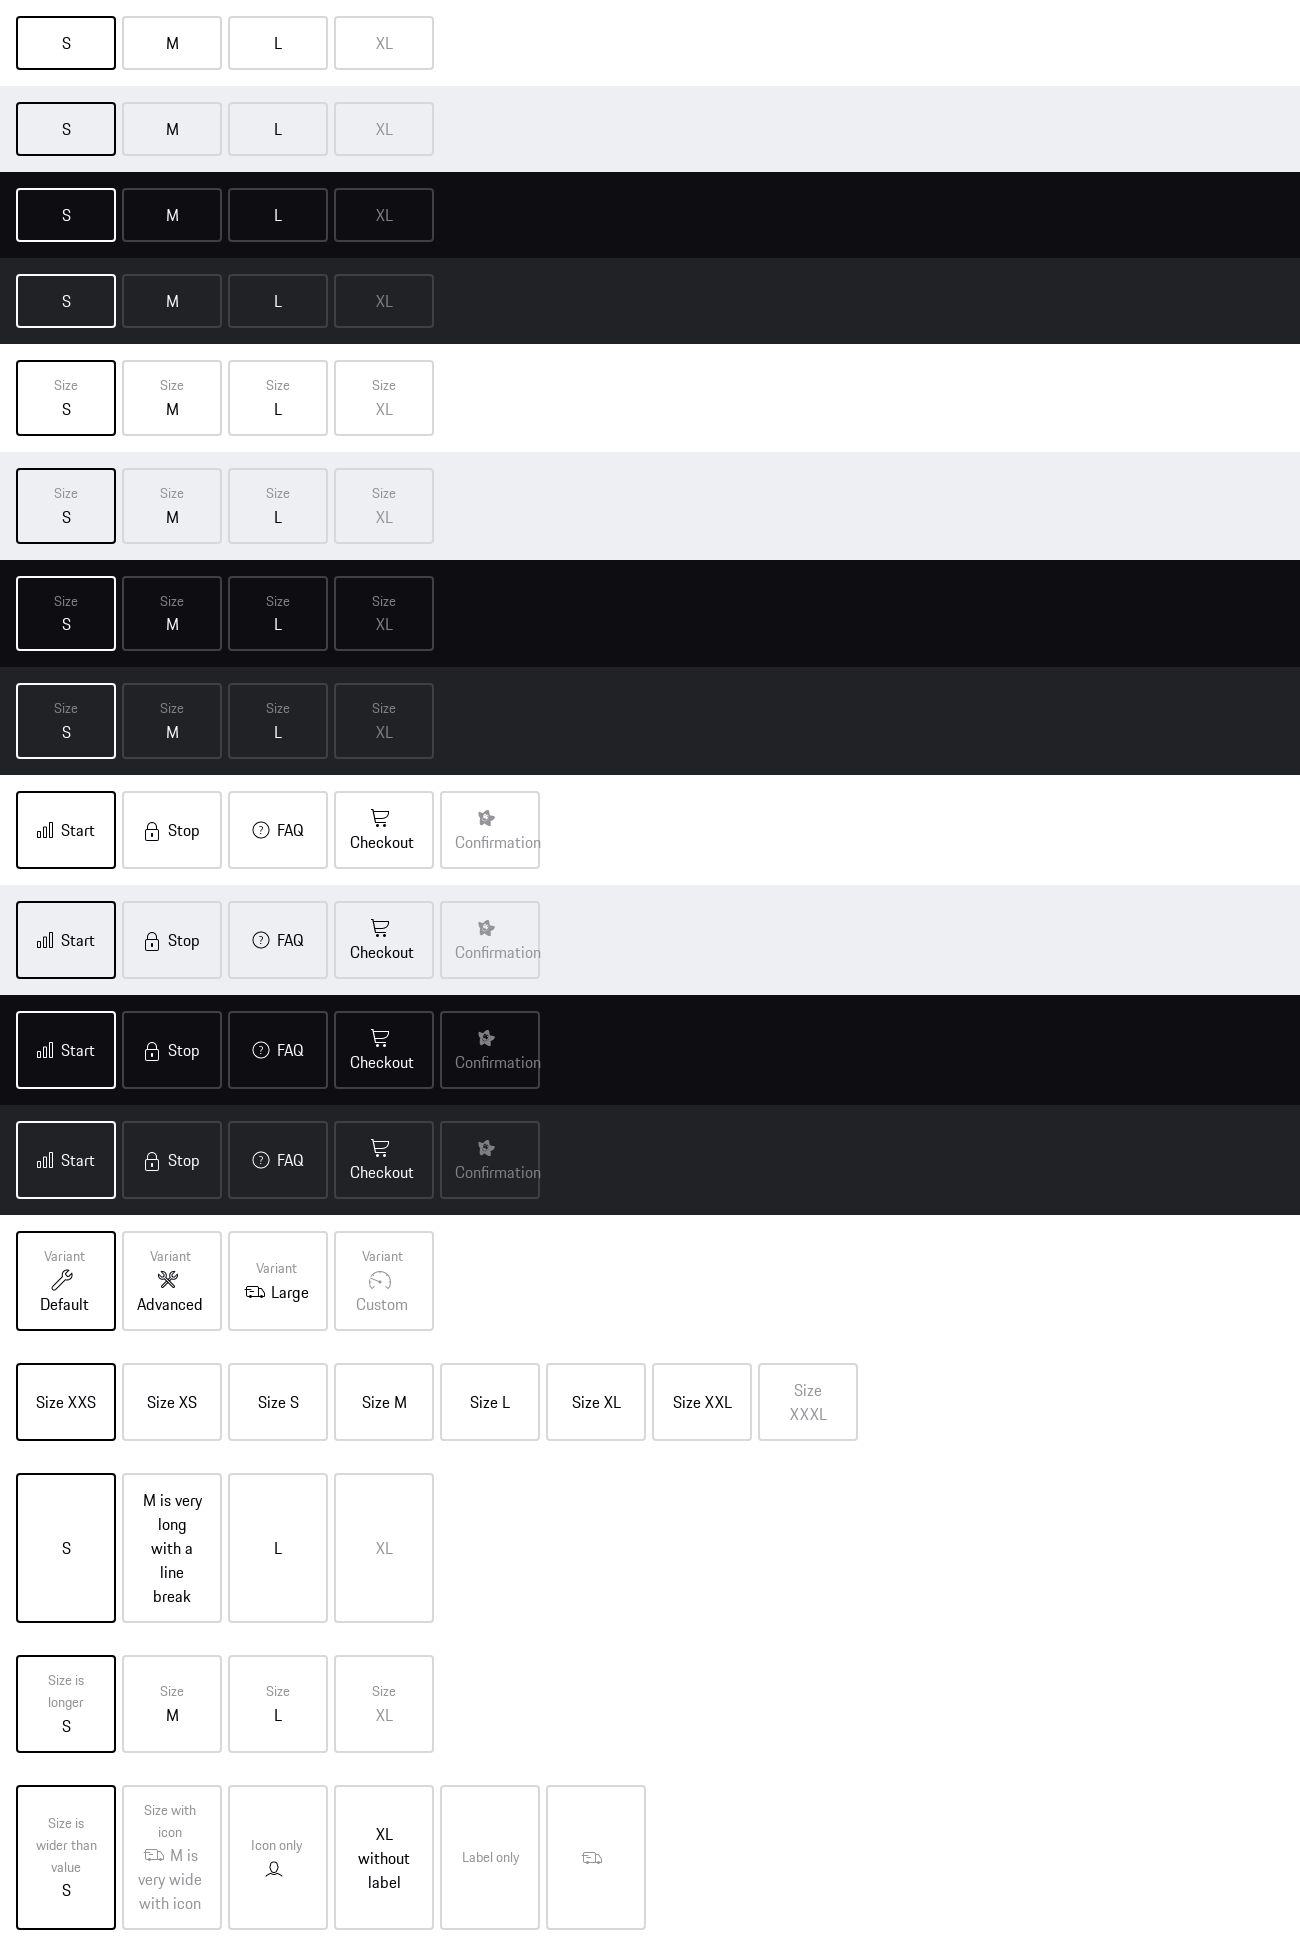 S M L XL
S M L XL
S M L XL
S M L XL
Size Size Size Size
S M L XL
Size Size Size Size
S M L XL
Size Size Size Size
S M L XL
Size Size Size Size
S M L XL
Start Stop FAQ Checkout Confirmation
Start Stop FAQ Checkout Confirmation
Start Stop FAQ Checkout Confirmation
Start Stop FAQ Checkout Confirmation
Variant
Default
Variant
Advanced
Variant
Large
Variant
Custom
Size XXS
Size XS
Size S
Size M
Size L
Size XL
Size XXL
Size
XXXL
S
M is very
long
with a
line
break
L
XL
Size is
longer
S
Size
M
Size
L
Size
XL
Size is
wider than
value
S
Size with
icon
M is
very wide
with icon
Icon only
XL
without
label
Label only